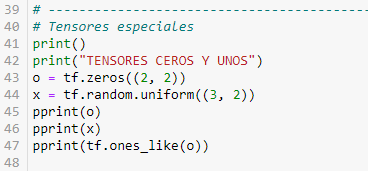 39 # ----------------------------------------
40 # Tensores especiales
41 print()
42 print("TENSORES CEROS Y UNOS")
43 o = tf.zeros((2, 2))
44 x = tf.random.uniform((3, 2))
45 pprint(o)
46 pprint(x)
47 pprint(tf.ones_like(o))
48